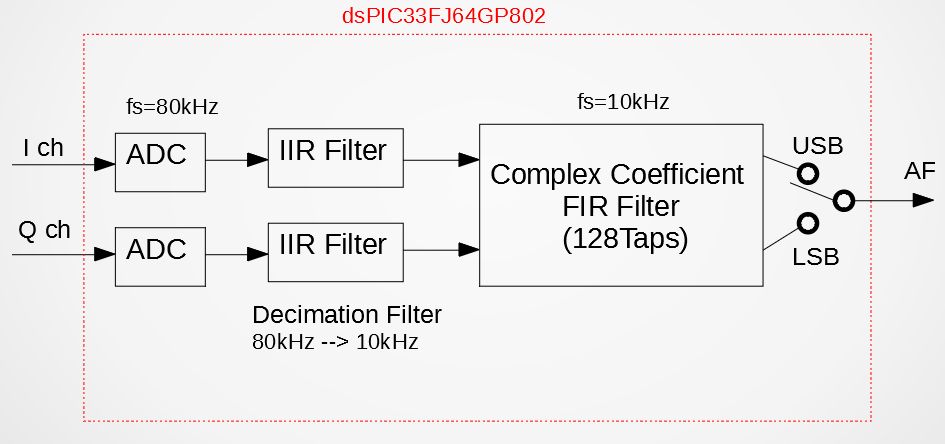 dsPIC33FJ64GP802
fs=80kHz
fs=10kHz
I ch
ADC
IIR Filter
Q ch
ADC
IIR Filter
Complex Coefficient
FIR Filter
(128Taps)
USB
LSB
AF
Decimation Filter
80kHz --> 10kHz